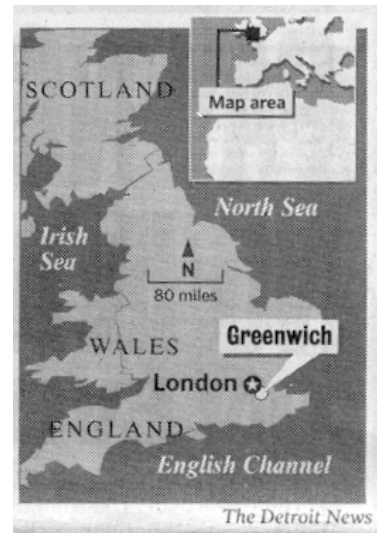 SCOTLAND
Map area
North Sea
Irish
Sea
N
80 miles
Greenwich
WALES
London
ENGLAND
English Channel
The Detroit News